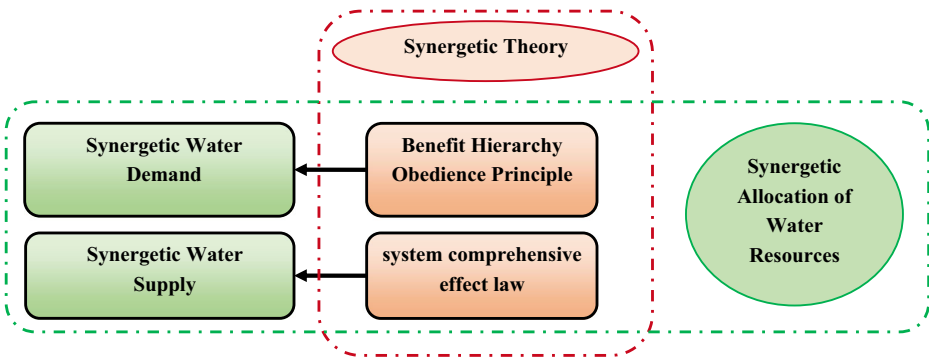 Synergetic Theory
Synergetic Water
Demand
Benefit Hierarchy
Obedience Principle
Synergetic Water
Supply
system comprehensive
effect law
Synergetic
Allocation of
Water
Resources